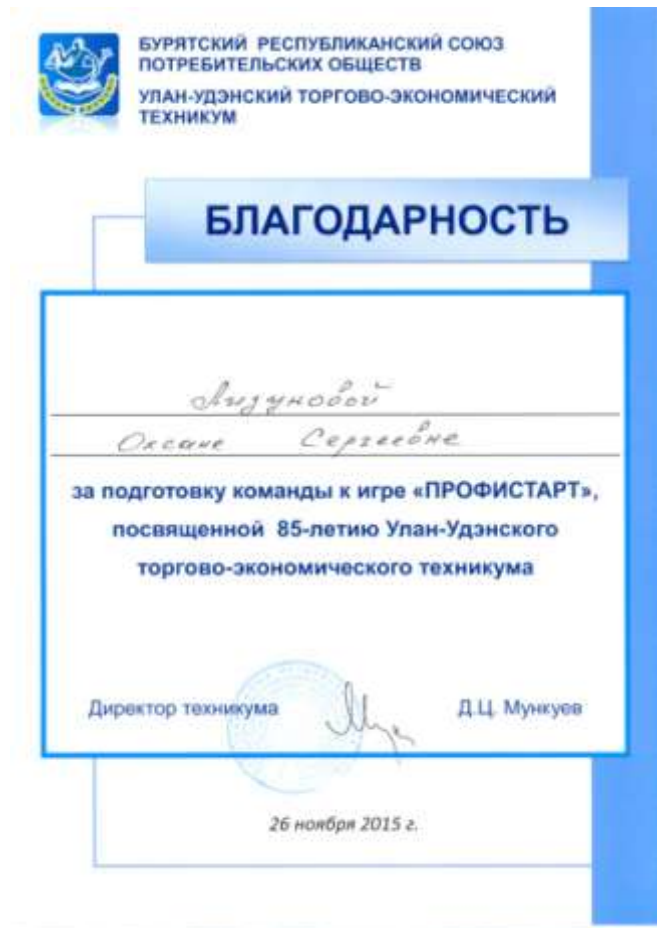 БУРЯТСКИЙ РЕСПУБЛИКАНСКИЙ СОЮЗ
ПОТРЕБИТЕЛЬСКИХ ОБЩЕСТВ
УЛАН-УДЭНСКИЙ ТОРГОВО-ЭКОНОМИЧЕСКИЙ
ТЕХНИКУМ
БЛАГОДАРНОСТЬ
Оксане Сергеевне
за подготовку команды к игре «ПРОФИСТАРТ»,
посвященной 85-летию Улан-Удэнского
торгово-экономического техникума
Директор техникума Д.Ц. Мункуев
26 ноября 2015 г.